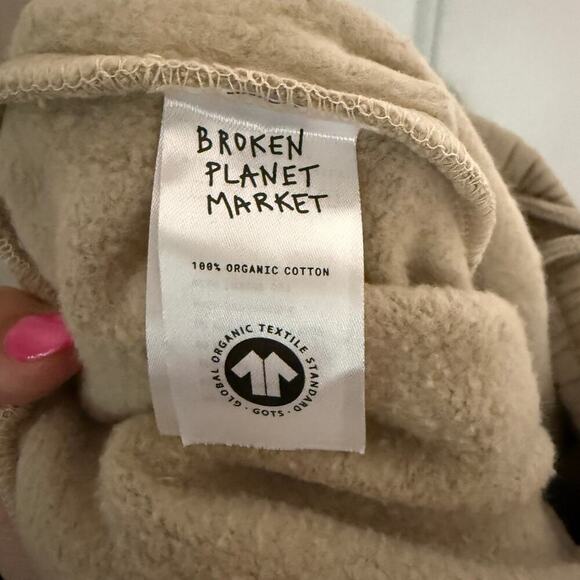 BROKEN
PLANET
MARKET
100% ORGANIC COTTON
GLOBAL ORGANIC TEXTILE STANDARD
· GOTS ·